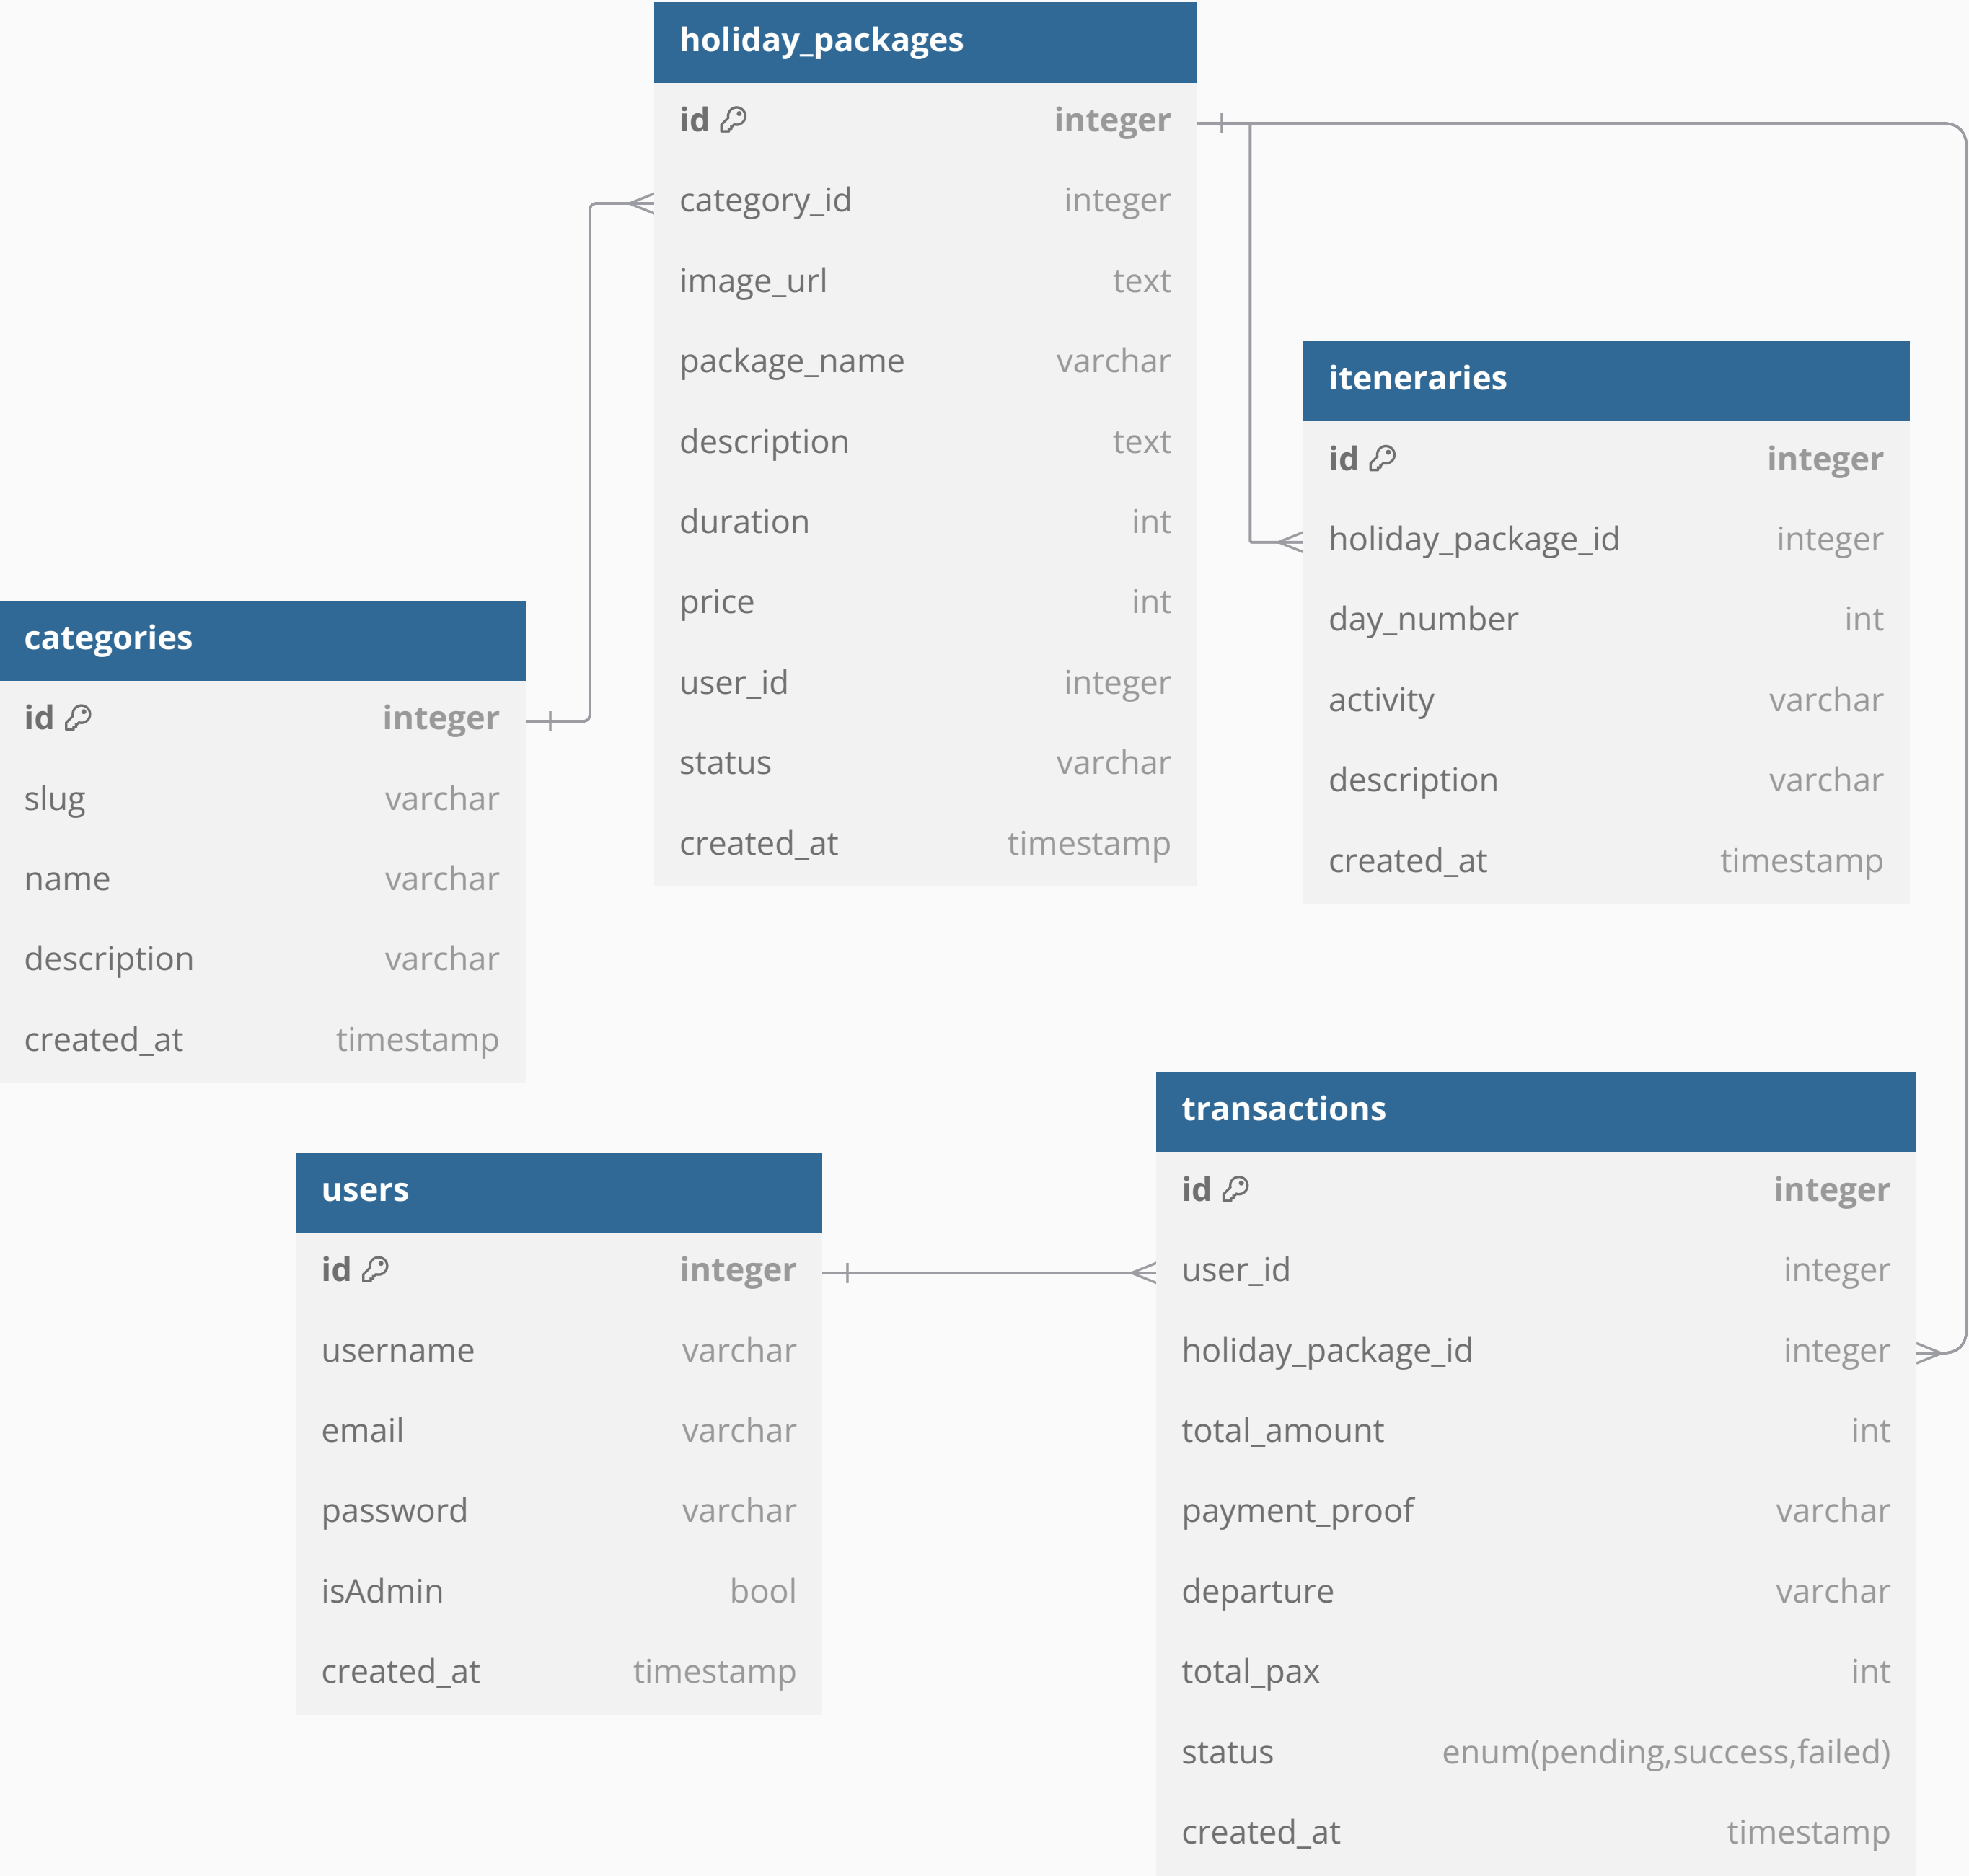 holiday_packages
id integer
category_id integer
image_url text
package_name varchar
description text
duration int
price int
user_id integer
status varchar
created_at timestamp
iteneraries
id integer
holiday_package_id integer
day_number int
activity varchar
description varchar
created_at timestamp
categories
id integer
slug varchar
name varchar
description varchar
created_at timestamp
users
id integer
username varchar
email varchar
password varchar
isAdmin bool
created_at timestamp
transactions
id integer
user_id integer
holiday_package_id integer
total_amount int
payment_proof varchar
departure varchar
total_pax int
status enum(pending,success,failed)
created_at timestamp